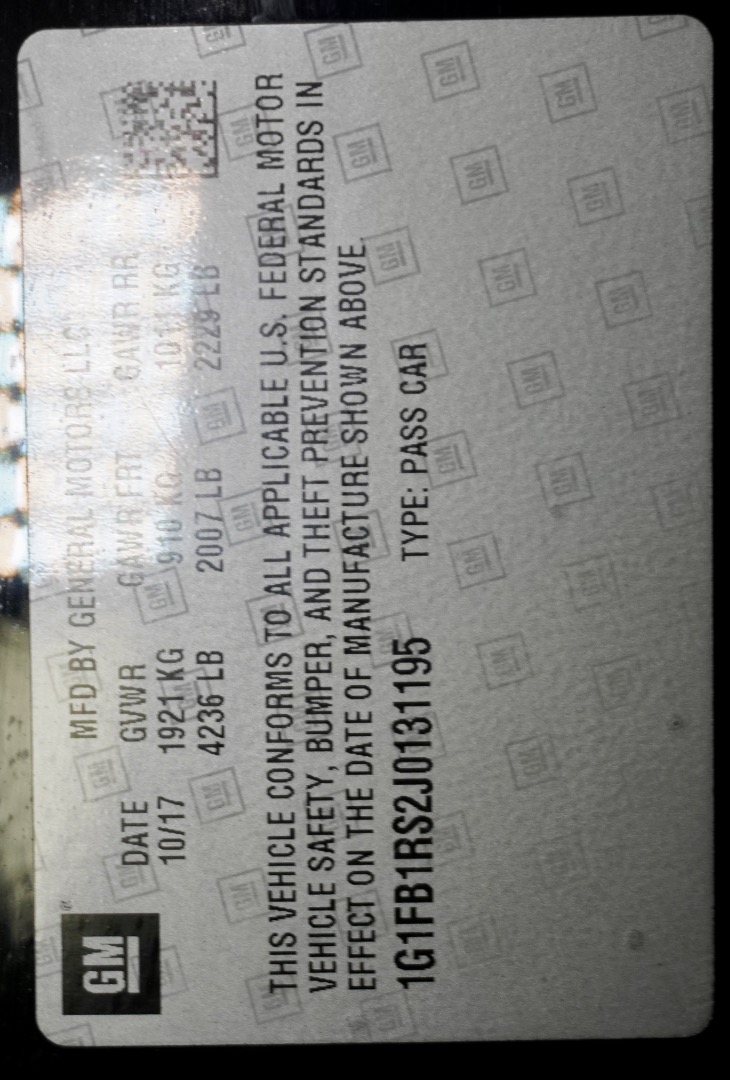 GM
MFD BY GENERAL MOTORS LLC
DATE GVWR GAWR FRT GAWR RR
10/17 1921 KG 910 KG 1011 KG
4236 LB 2007 LB 2229 LB
THIS VEHICLE CONFORMS TO ALL APPLICABLE U.S. FEDERAL MOTOR
VEHICLE SAFETY, BUMPER, AND THEFT PREVENTION STANDARDS IN
EFFECT ON THE DATE OF MANUFACTURE SHOWN ABOVE.
1G1FB1RS2J0131195 TYPE: PASS CAR